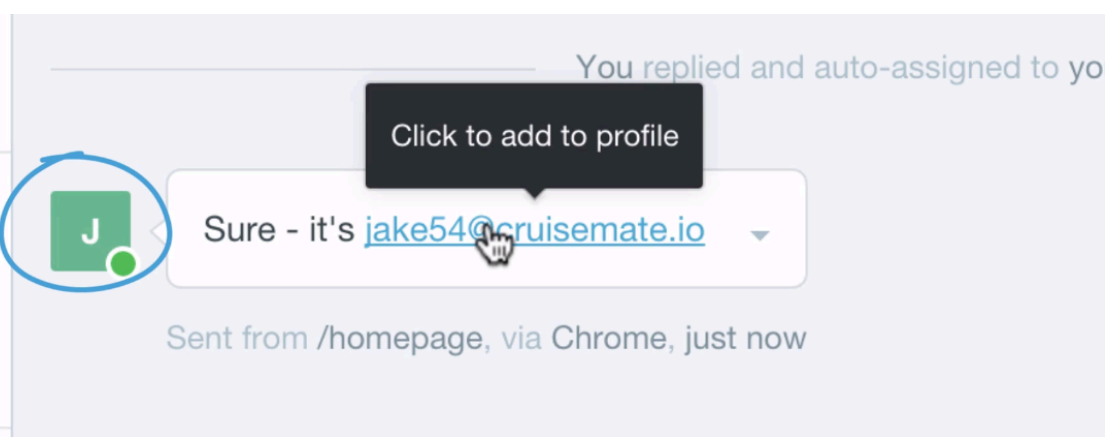 You replied and auto-assigned to yo
Click to add to profile
J
Sure - it's jake54@cruisemate.io
Sent from /homepage, via Chrome, just now